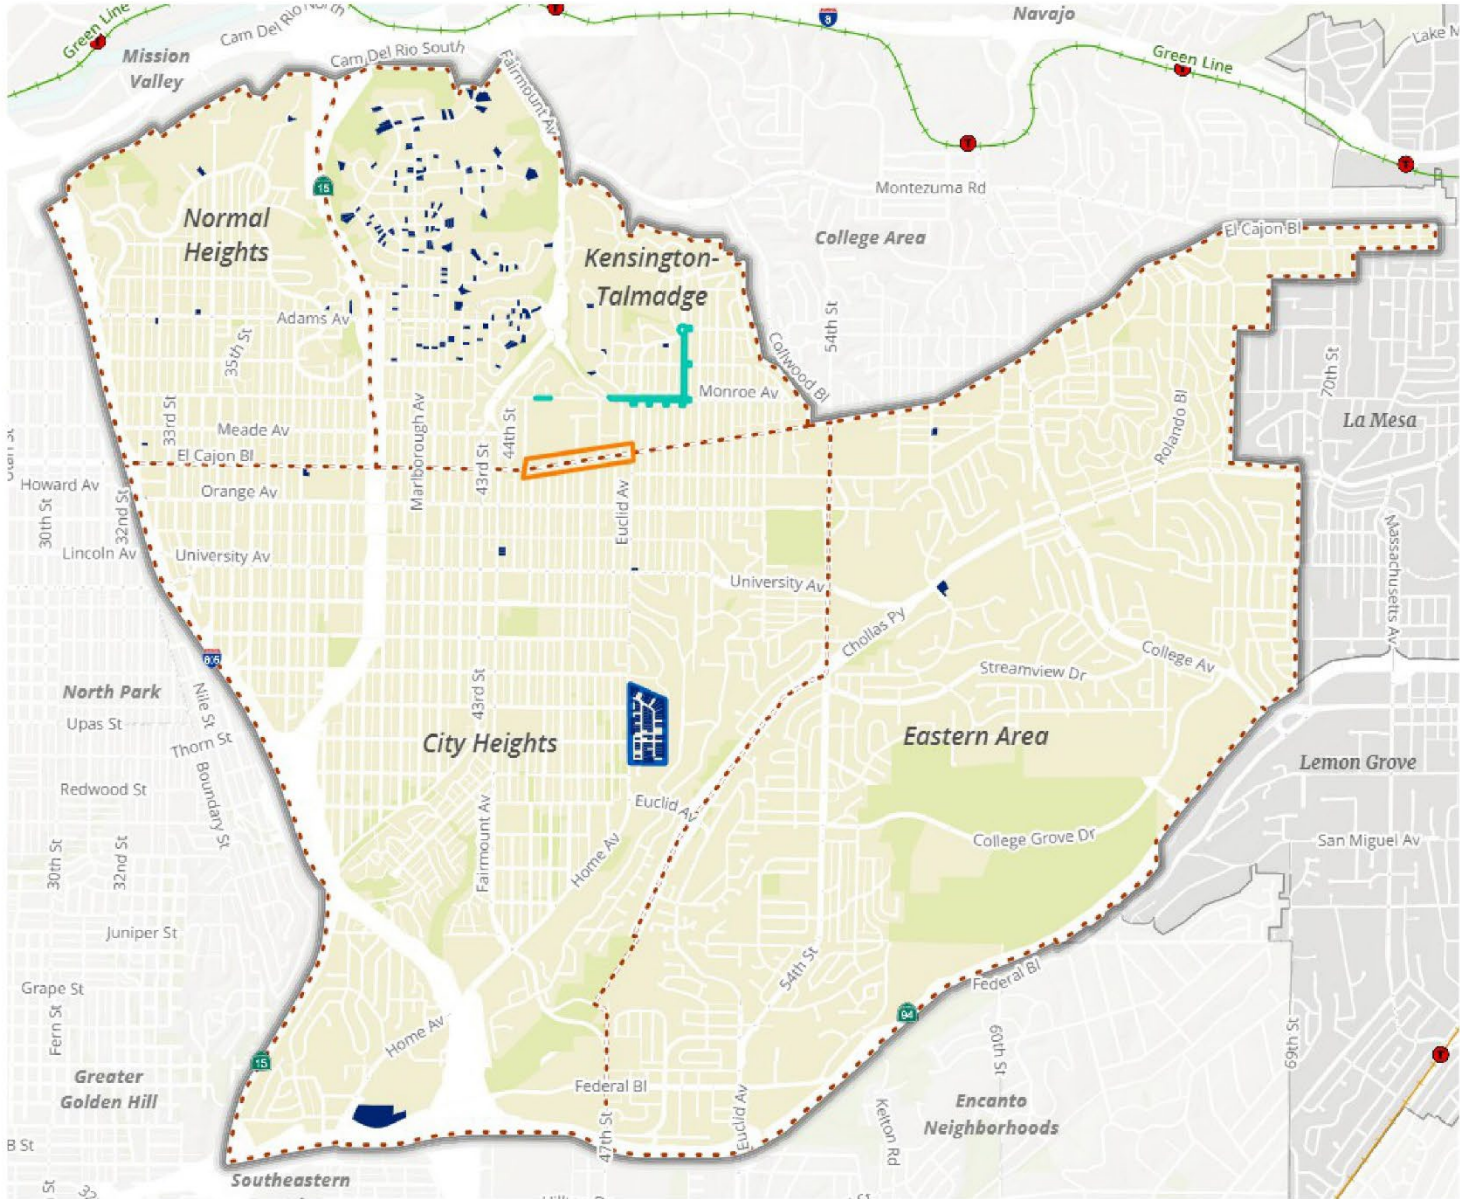 Green Line
Mission
Valley
Cam Del Rio North
Cam Del Rio South
Fairmount Av
8
Navajo
Green Line
Lake M
T
T
Montezuma Rd
College Area
El Cajon Bl
15
Normal
Heights
Kensington-
Talmadge
Adams Av
35th St
54th St
Collwood Bl
Monroe Av
70th St
La Mesa
Rolando Bl
33rd St
Meade Av
El Cajon Bl
Marlborough Av
43rd St
44th St
Howard Av
Orange Av
30th St
32nd St
Euclid Av
Lincoln Av
University Av
University Av
Massachusetts Av
Chollas Py
College Av
Streamview Dr
805
North Park
Upas St
Nile St
Thorn St
43rd St
City Heights
Eastern Area
Lemon Grove
Redwood St
Boundary St
Euclid Av
Fairmount Av
Home Av
College Grove Dr
San Miguel Av
30th St
32nd St
Juniper St
54th St
Federal Bl
Grape St
Fern St
94
Home Av
60th St
69th St
T
15
Greater
Golden Hill
Federal Bl
47th St
Euclid Av
Kelton Rd
Encanto
Neighborhoods
B St
Southeastern
St
32